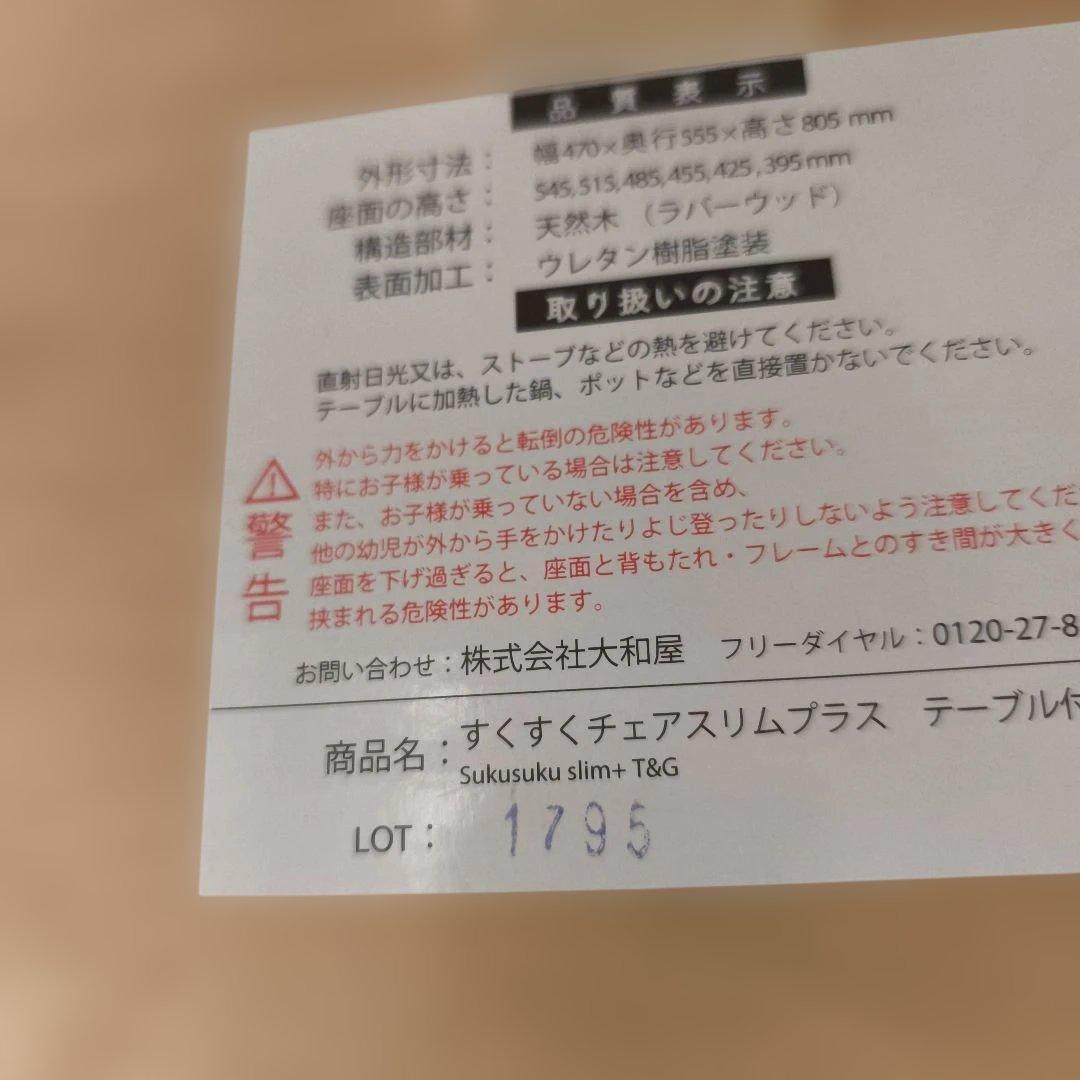 品質表示
外形寸法： 幅470×奥行555×高さ805 mm
座面の高さ： 545,515,485,455,425,395mm
構造部材： 天然木 （ラバーウッド）
表面加工： ウレタン樹脂塗装
取り扱いの注意
直射日光又は、ストーブなどの熱を避けてください。
テーブルに加熱した鍋、ポットなどを直接置かないでください。
警告
外から力をかけると転倒の危険性があります。
特にお子様が乗っている場合は注意してください。
また、お子様が乗っていない場合を含め、
他の幼児が外から手をかけたりよじ登ったりしないよう注意してくだ
座面を下げ過ぎると、座面と背もたれ・フレームとのすき間が大きく
挟まれる危険性があります。
お問い合わせ：株式会社大和屋 フリーダイヤル：0120-27-8
商品名：すくすくチェアスリムプラス テーブル付
Sukusuku slim+ T&G
LOT： 1795